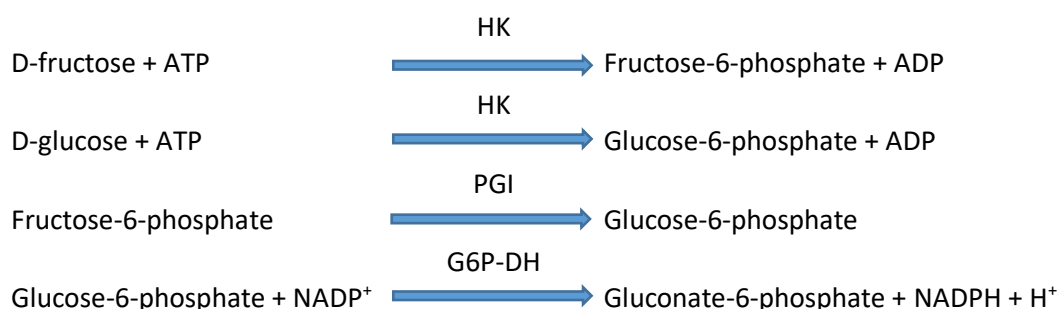 HK
D-fructose + ATP Fructose-6-phosphate + ADP
HK
D-glucose + ATP Glucose-6-phosphate + ADP
PGI
Fructose-6-phosphate Glucose-6-phosphate
G6P-DH
Glucose-6-phosphate + NADP⁺ Gluconate-6-phosphate + NADPH + H⁺